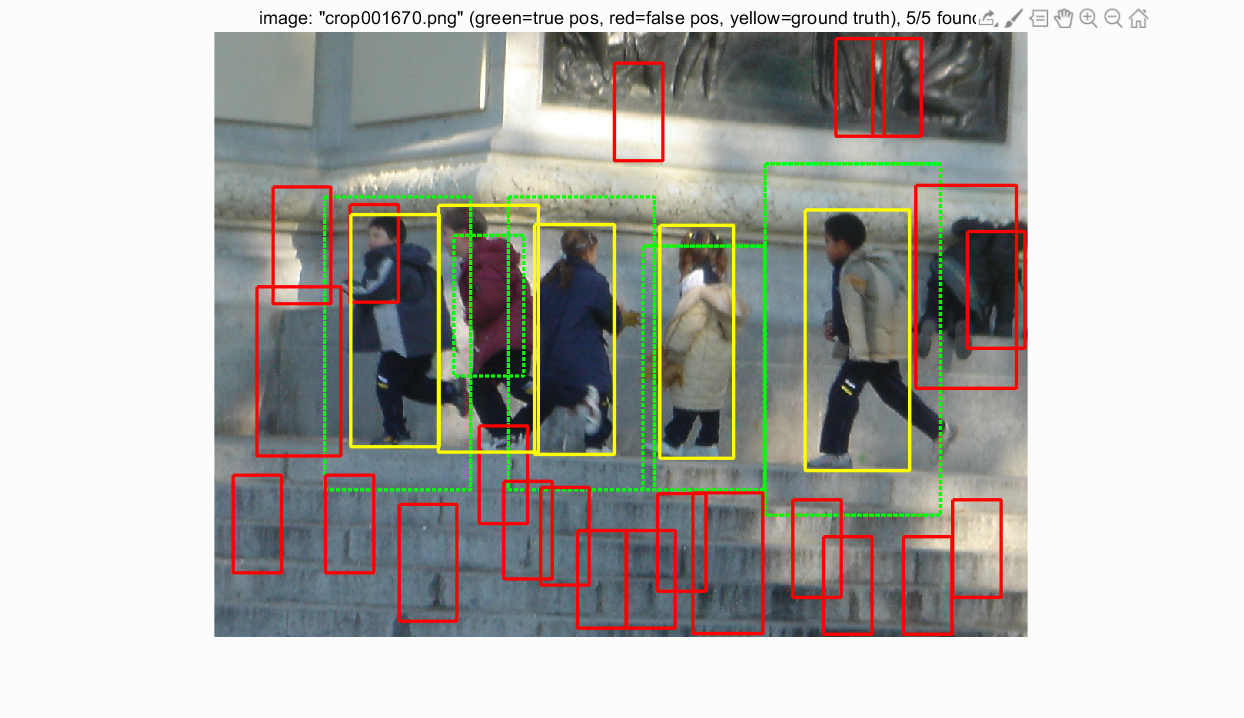 image: "crop001670.png" (green=true pos, red=false pos, yellow=ground truth), 5/5 found